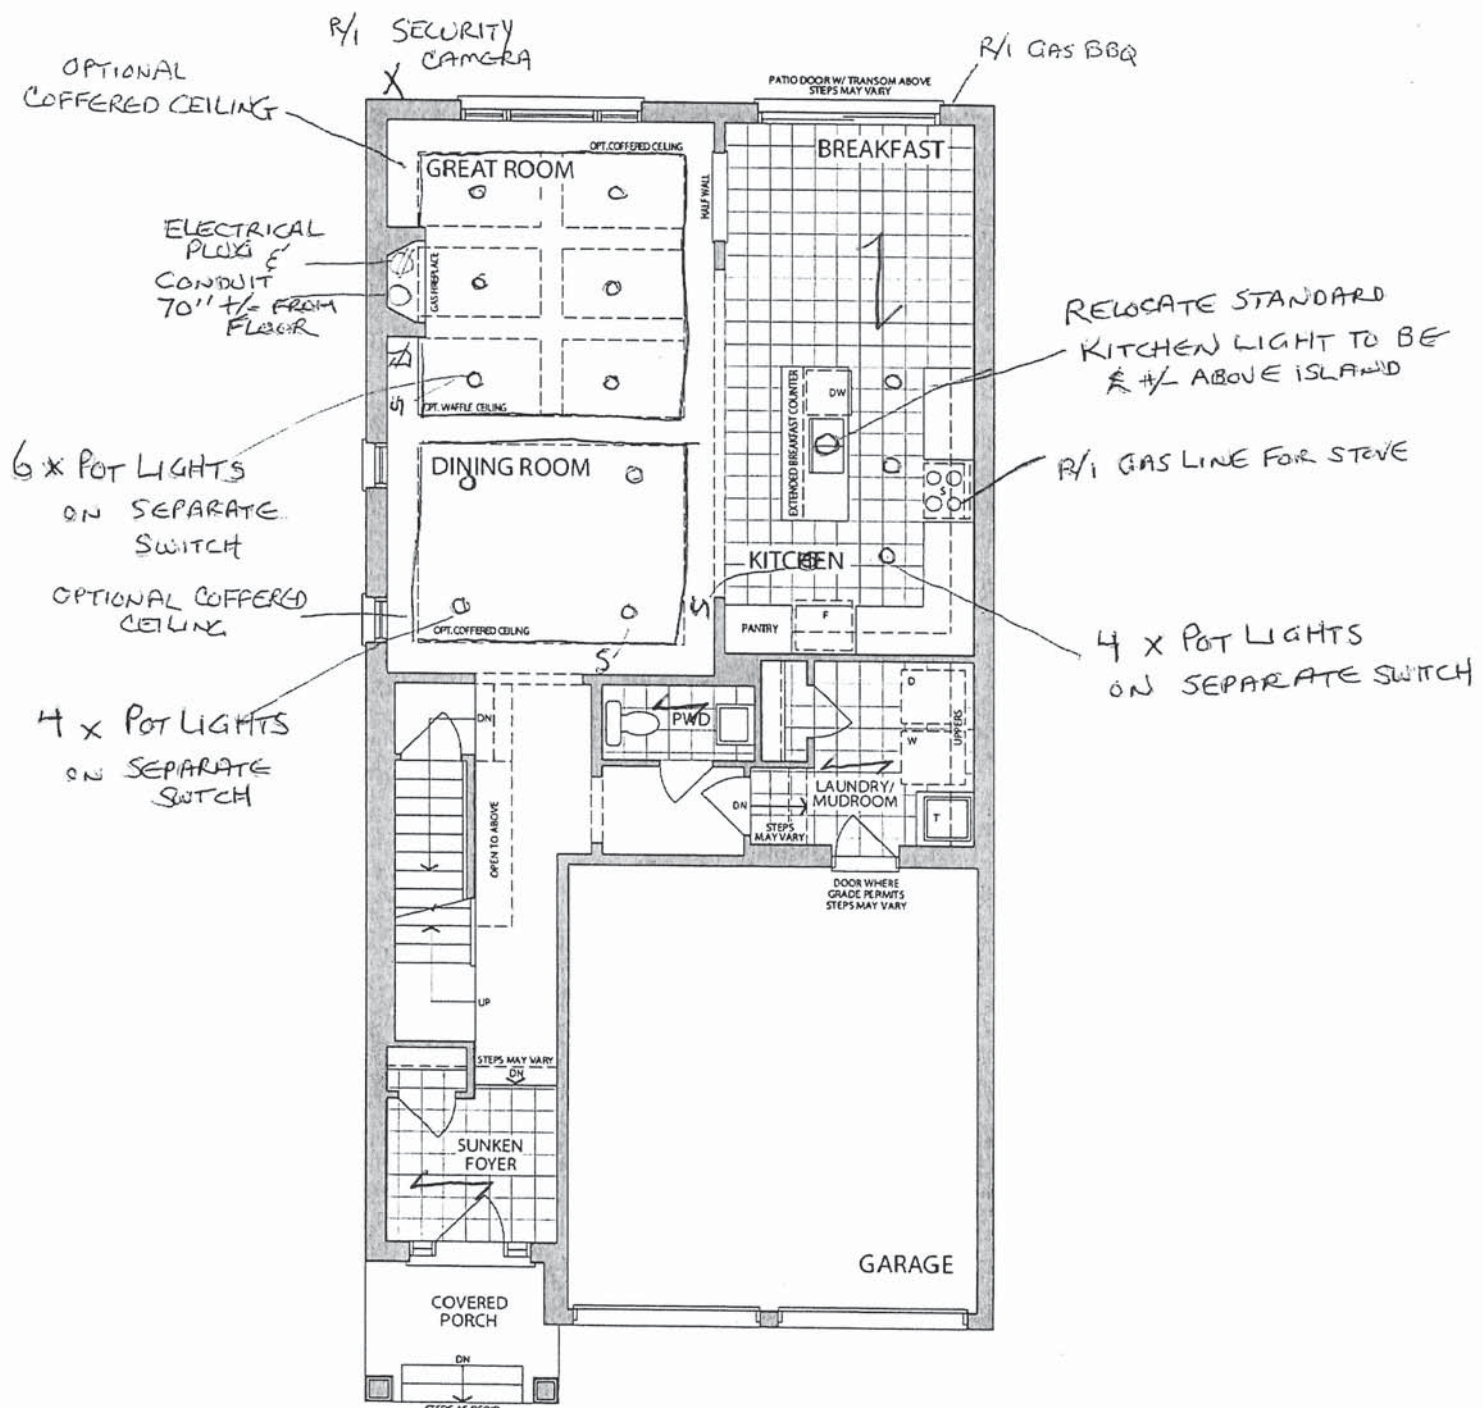 R/I SECURITY
CAMERA
R/I GAS BBQ
OPTIONAL
COFFERED CEILING
PATIO DOOR W/ TRANSOM ABOVE
STEPS MAY VARY
OPT. COFFERED CEILING
BREAKFAST
GREAT ROOM
HALF WALL
ELECTRICAL
PLUG &
CONDUIT
70" +/- FROM
FLOOR
GAS FIREPLACE
RELOCATE STANDARD
KITCHEN LIGHT TO BE
+/- ABOVE ISLAND
DW
EXTENDED BREAKFAST COUNTER
S
OPT. WAFFLE CEILING
6 x POT LIGHTS
ON SEPARATE
SWITCH
DINING ROOM
S
R/I GAS LINE FOR STOVE
KITCHEN
OPTIONAL COFFERED
CEILING
S
OPT. COFFERED CEILING
PANTRY
F
S
4 x POT LIGHTS
ON SEPARATE SWITCH
4 x POT LIGHTS
ON SEPARATE
SWTCH
DN
PWD
D
W
UPPERS
LAUNDRY/
MUDROOM
DN
STEPS
MAY VARY
T
OPEN TO ABOVE
DOOR WHERE
GRADE PERMITS
STEPS MAY VARY
UP
STEPS MAY VARY
DN
SUNKEN
FOYER
GARAGE
COVERED
PORCH
DN